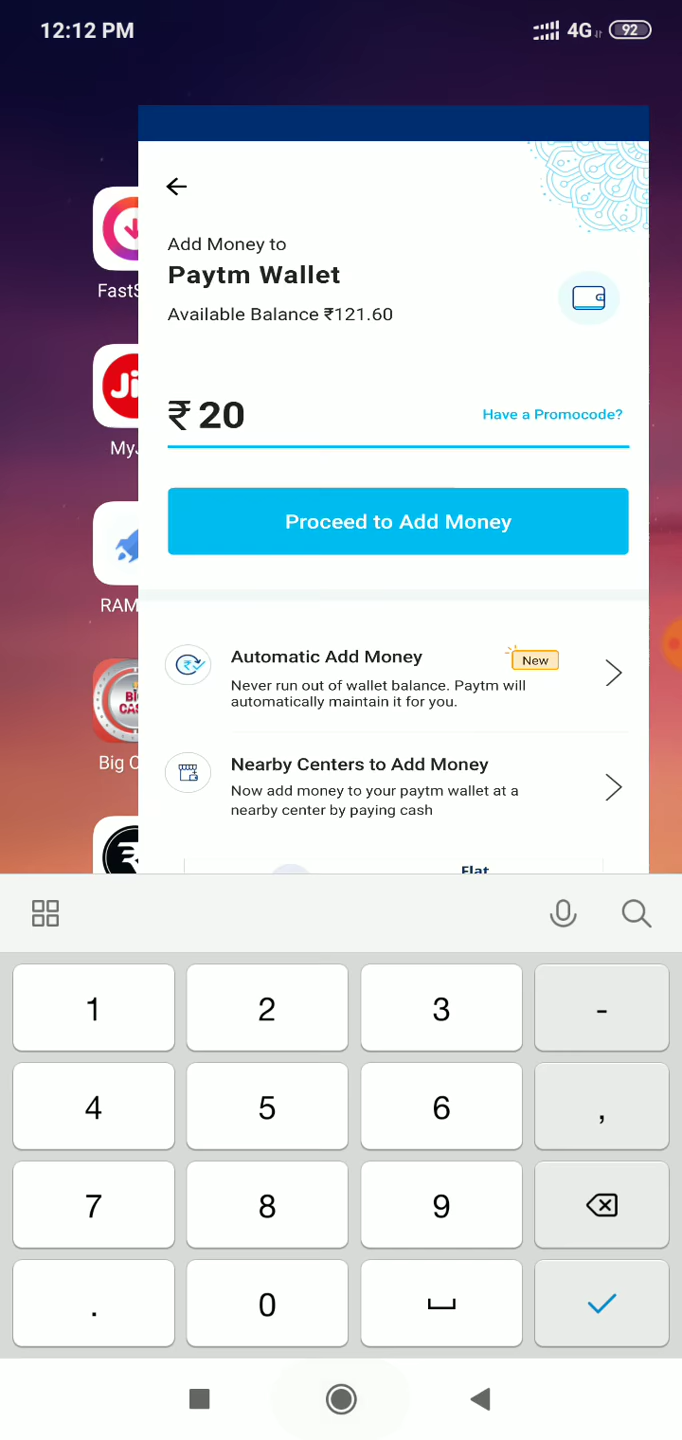 12:12 PM
4G
92
Add Money to
Paytm Wallet
Available Balance ₹121.60
₹ 20
Have a Promocode?
Proceed to Add Money
Automatic Add Money
New
Never run out of wallet balance. Paytm will
automatically maintain it for you.
Nearby Centers to Add Money
Now add money to your paytm wallet at a
nearby center by paying cash
Flat
FastS
Ji
MyJ
RAM
BI
CAS
Big C
1
2
3
-
4
5
6
,
7
8
9
.
0